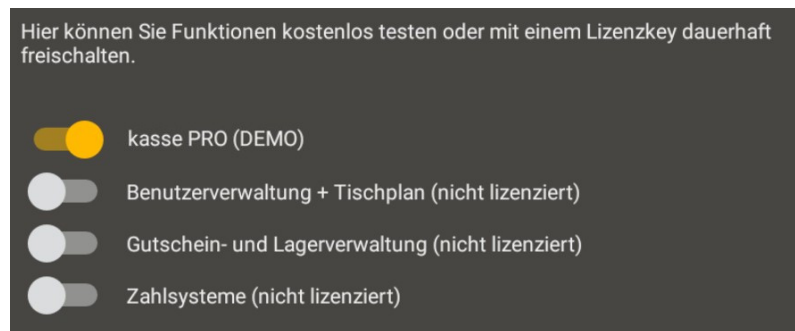 Hier können Sie Funktionen kostenlos testen oder mit einem Lizenzkey dauerhaft
freischalten.
kasse PRO (DEMO)
Benutzerverwaltung + Tischplan (nicht lizenziert)
Gutschein- und Lagerverwaltung (nicht lizenziert)
Zahlsysteme (nicht lizenziert)